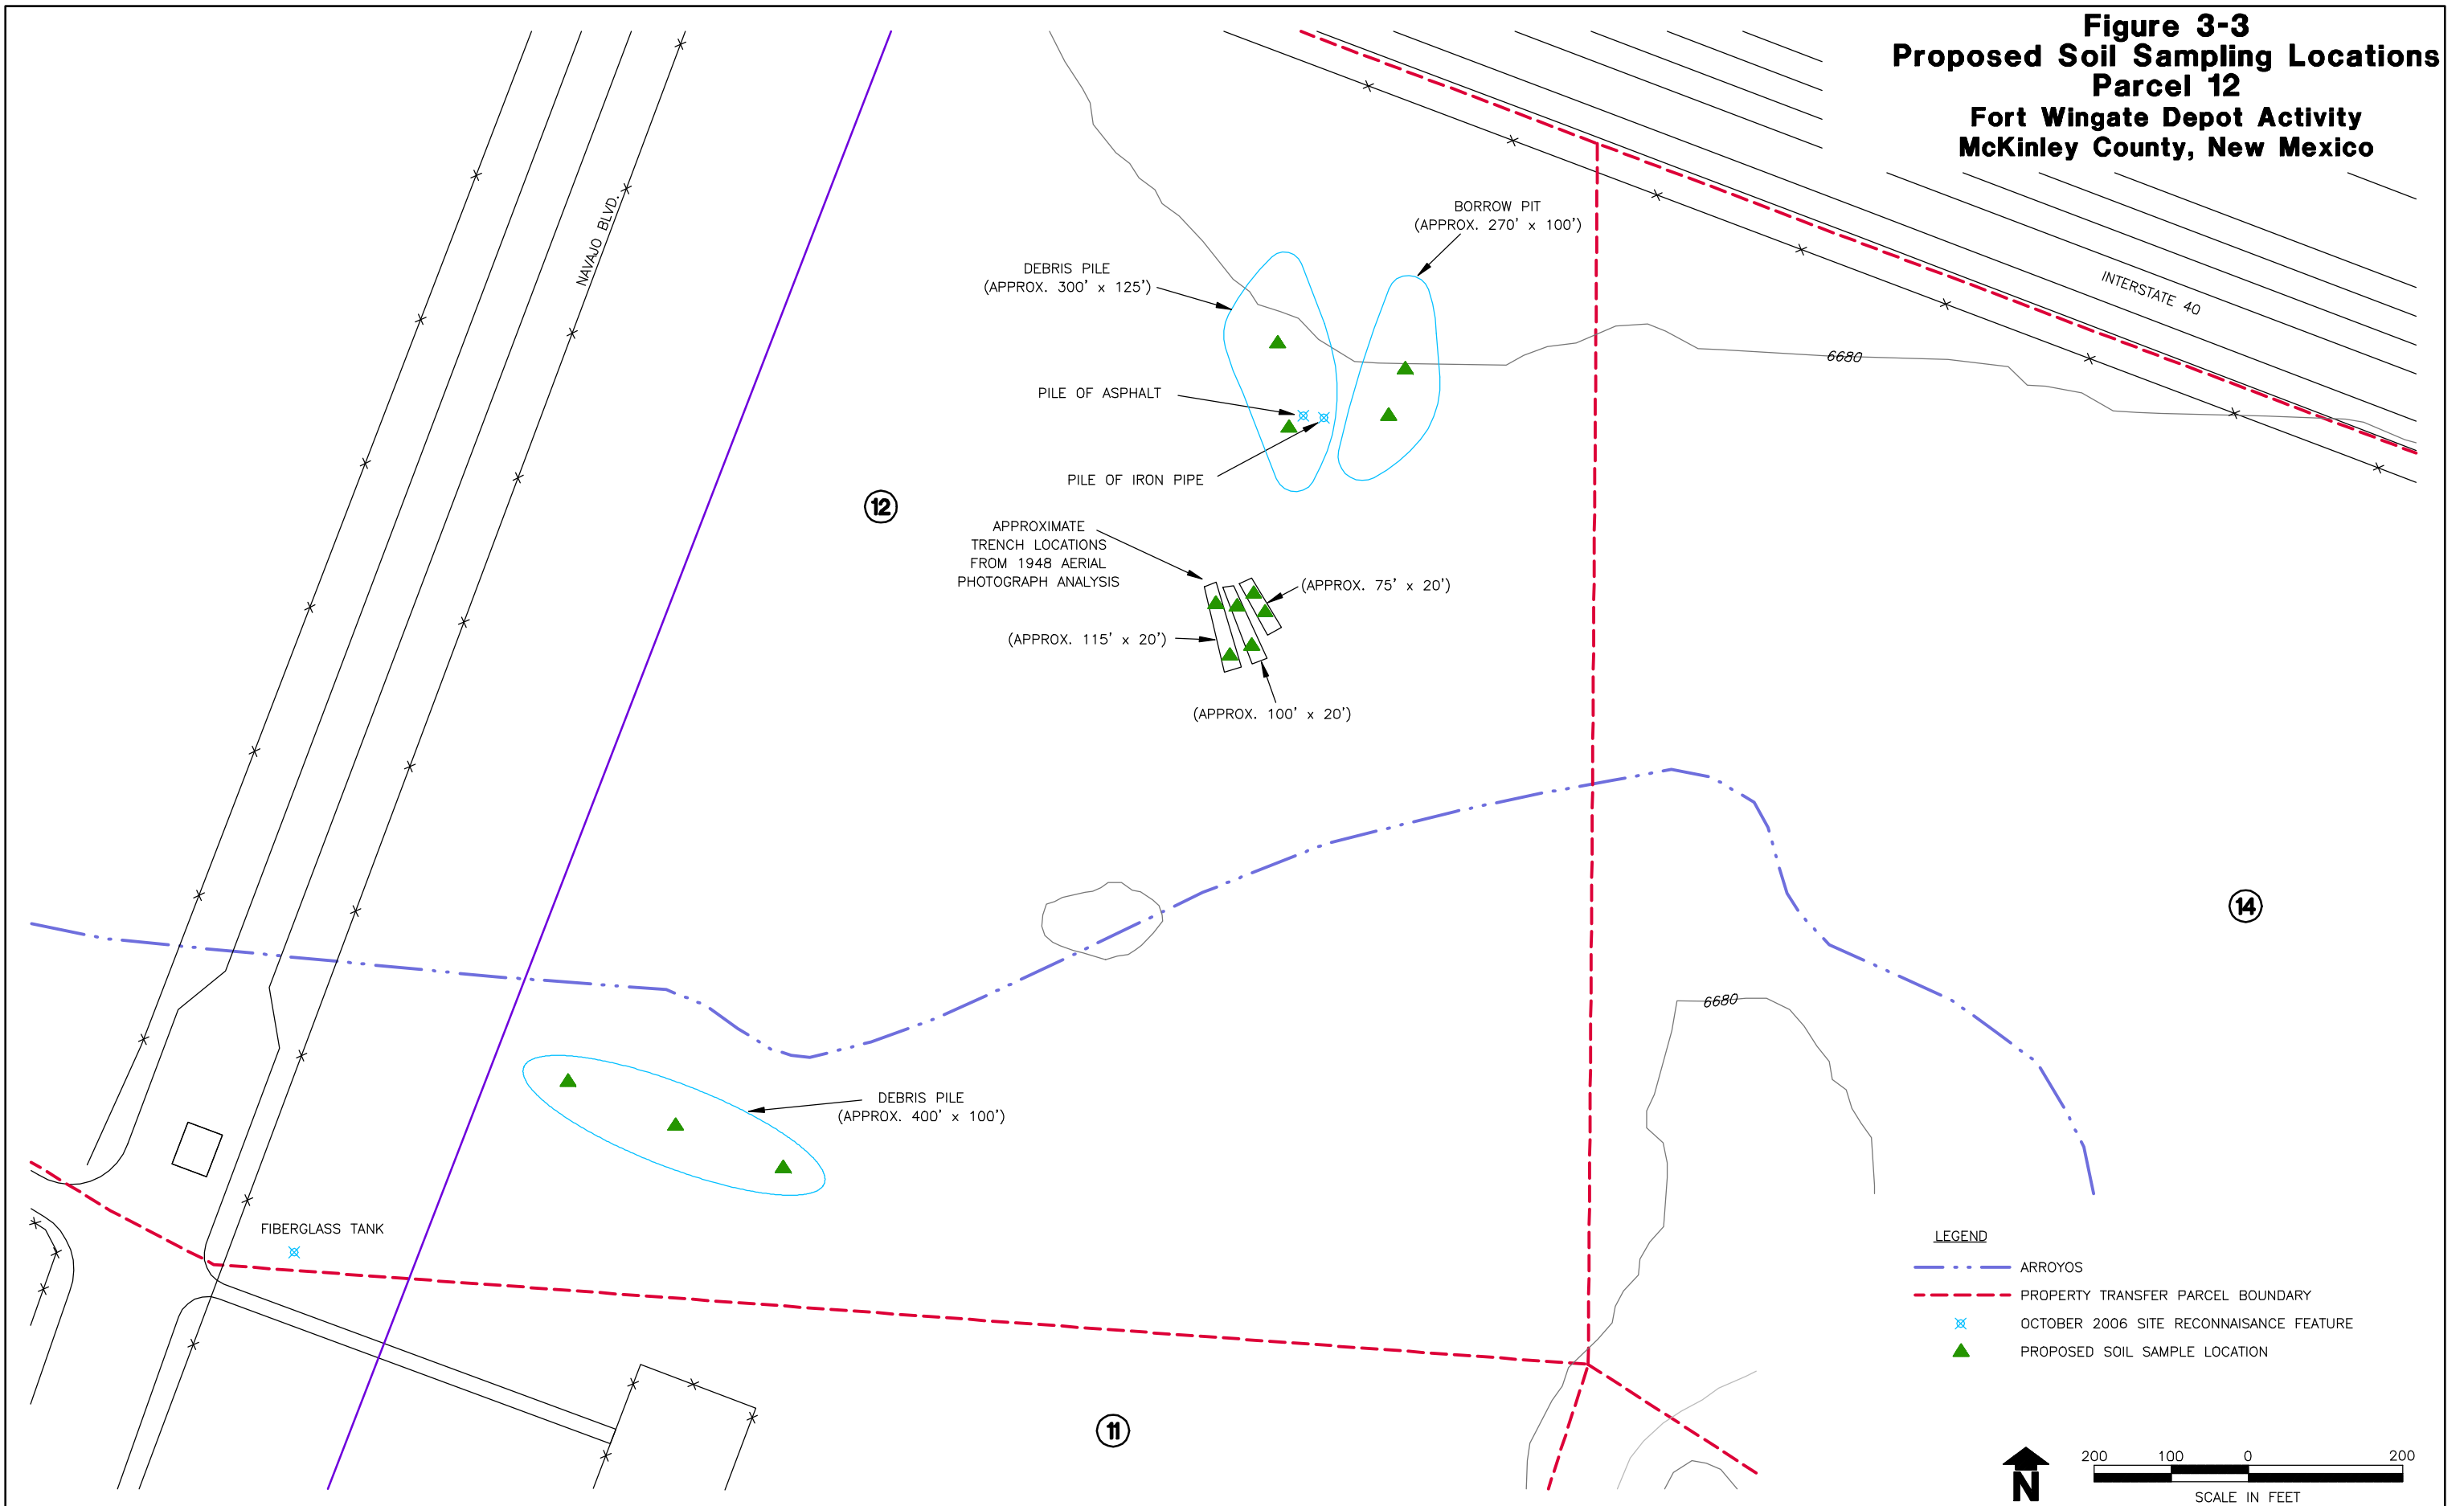 Figure 3-3
Proposed Soil Sampling Locations
Parcel 12
Fort Wingate Depot Activity
McKinley County, New Mexico
NAVAJO BLVD.
BORROW PIT
(APPROX. 270' x 100')
DEBRIS PILE
(APPROX. 300' x 125')
INTERSTATE 40
6680
PILE OF ASPHALT
PILE OF IRON PIPE
12
APPROXIMATE
TRENCH LOCATIONS
FROM 1948 AERIAL
PHOTOGRAPH ANALYSIS
(APPROX. 75' x 20')
(APPROX. 115' x 20')
(APPROX. 100' x 20')
14
6680
DEBRIS PILE
(APPROX. 400' x 100')
FIBERGLASS TANK
11
LEGEND
ARROYOS
PROPERTY TRANSFER PARCEL BOUNDARY
OCTOBER 2006 SITE RECONNAISANCE FEATURE
PROPOSED SOIL SAMPLE LOCATION
N
200 100 0 200
SCALE IN FEET